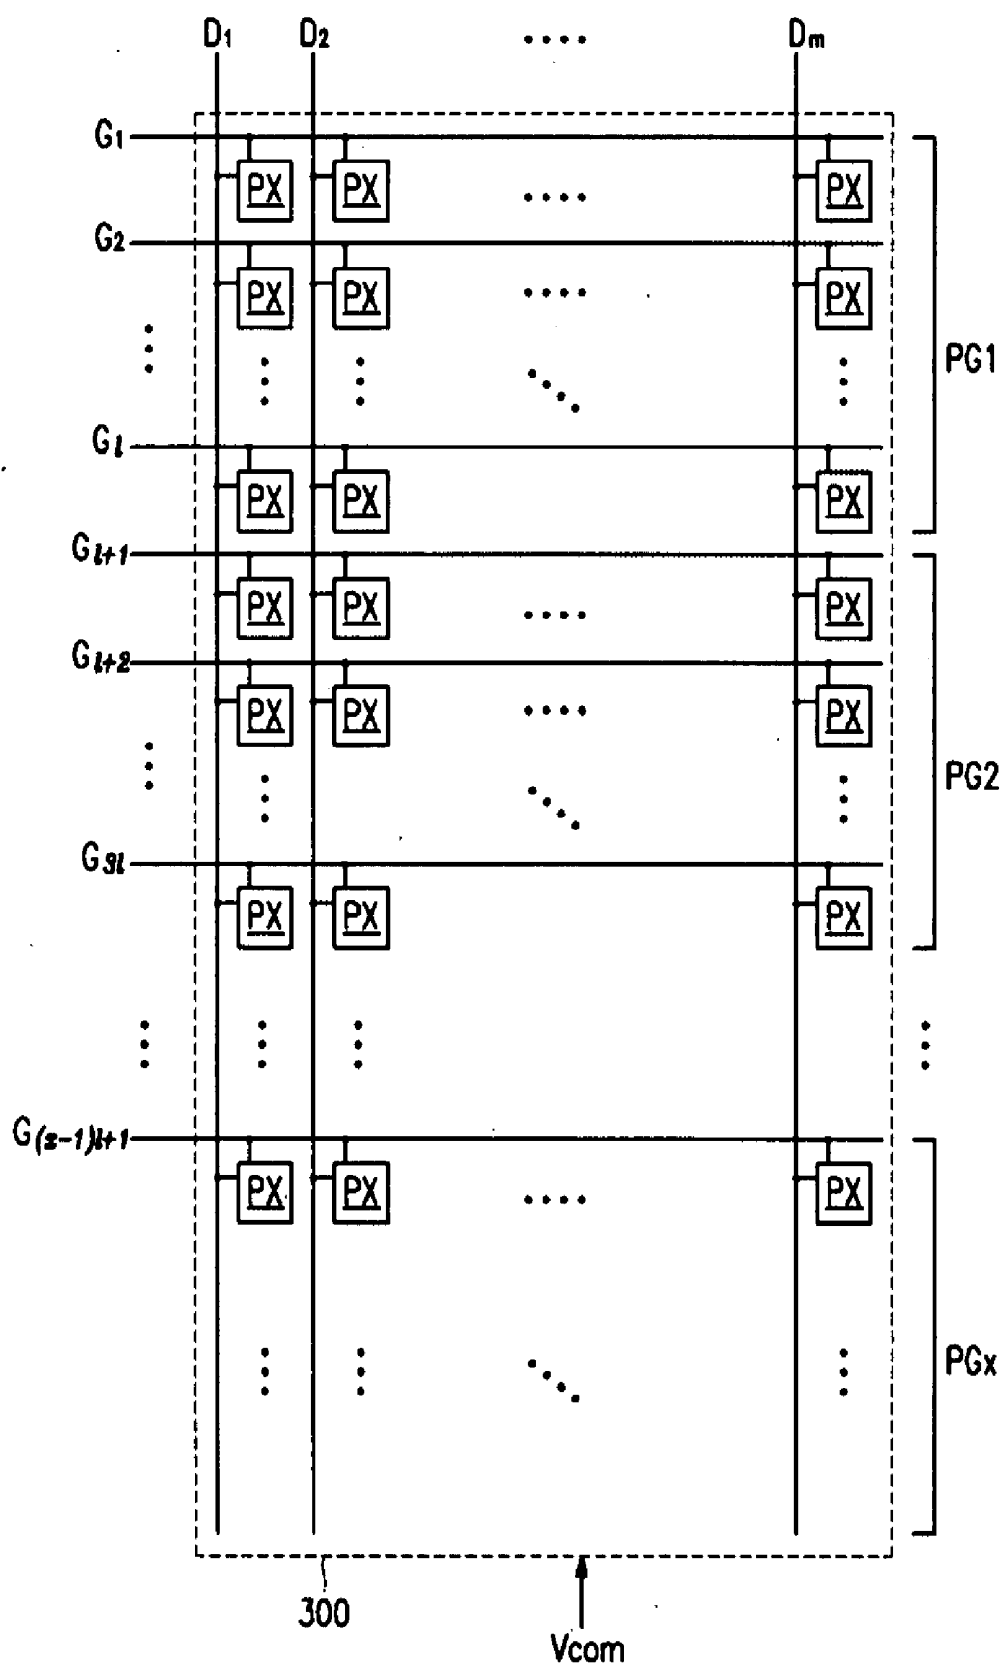 D1 D2 Dm
G1
PX PX PX
G2
PX PX PX
PG1
Gl
PX PX PX
Gl+1
PX PX PX
Gl+2
PX PX PX
PG2
G9l
PX PX PX
G(x-1)l+1
PX PX PX
PGx
300
Vcom